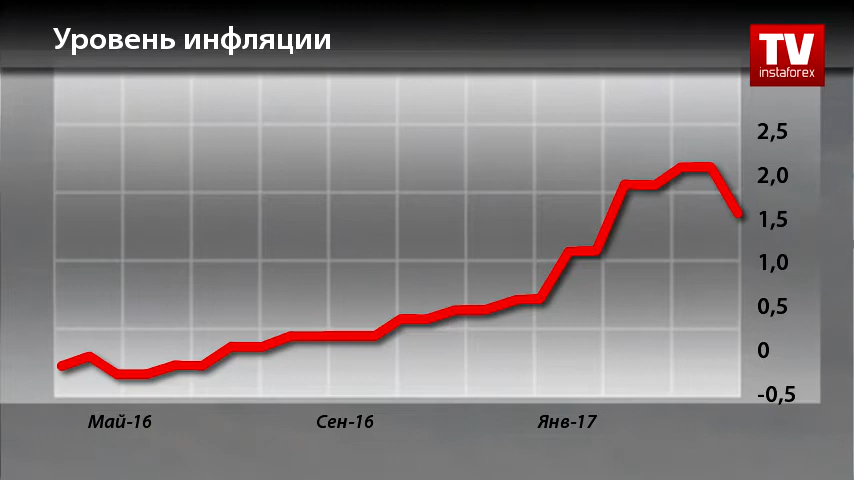 Уровень инфляции
TV
instaforex
2,5
2,0
1,5
1,0
0,5
0
-0,5
Май-16
Сен-16
Янв-17